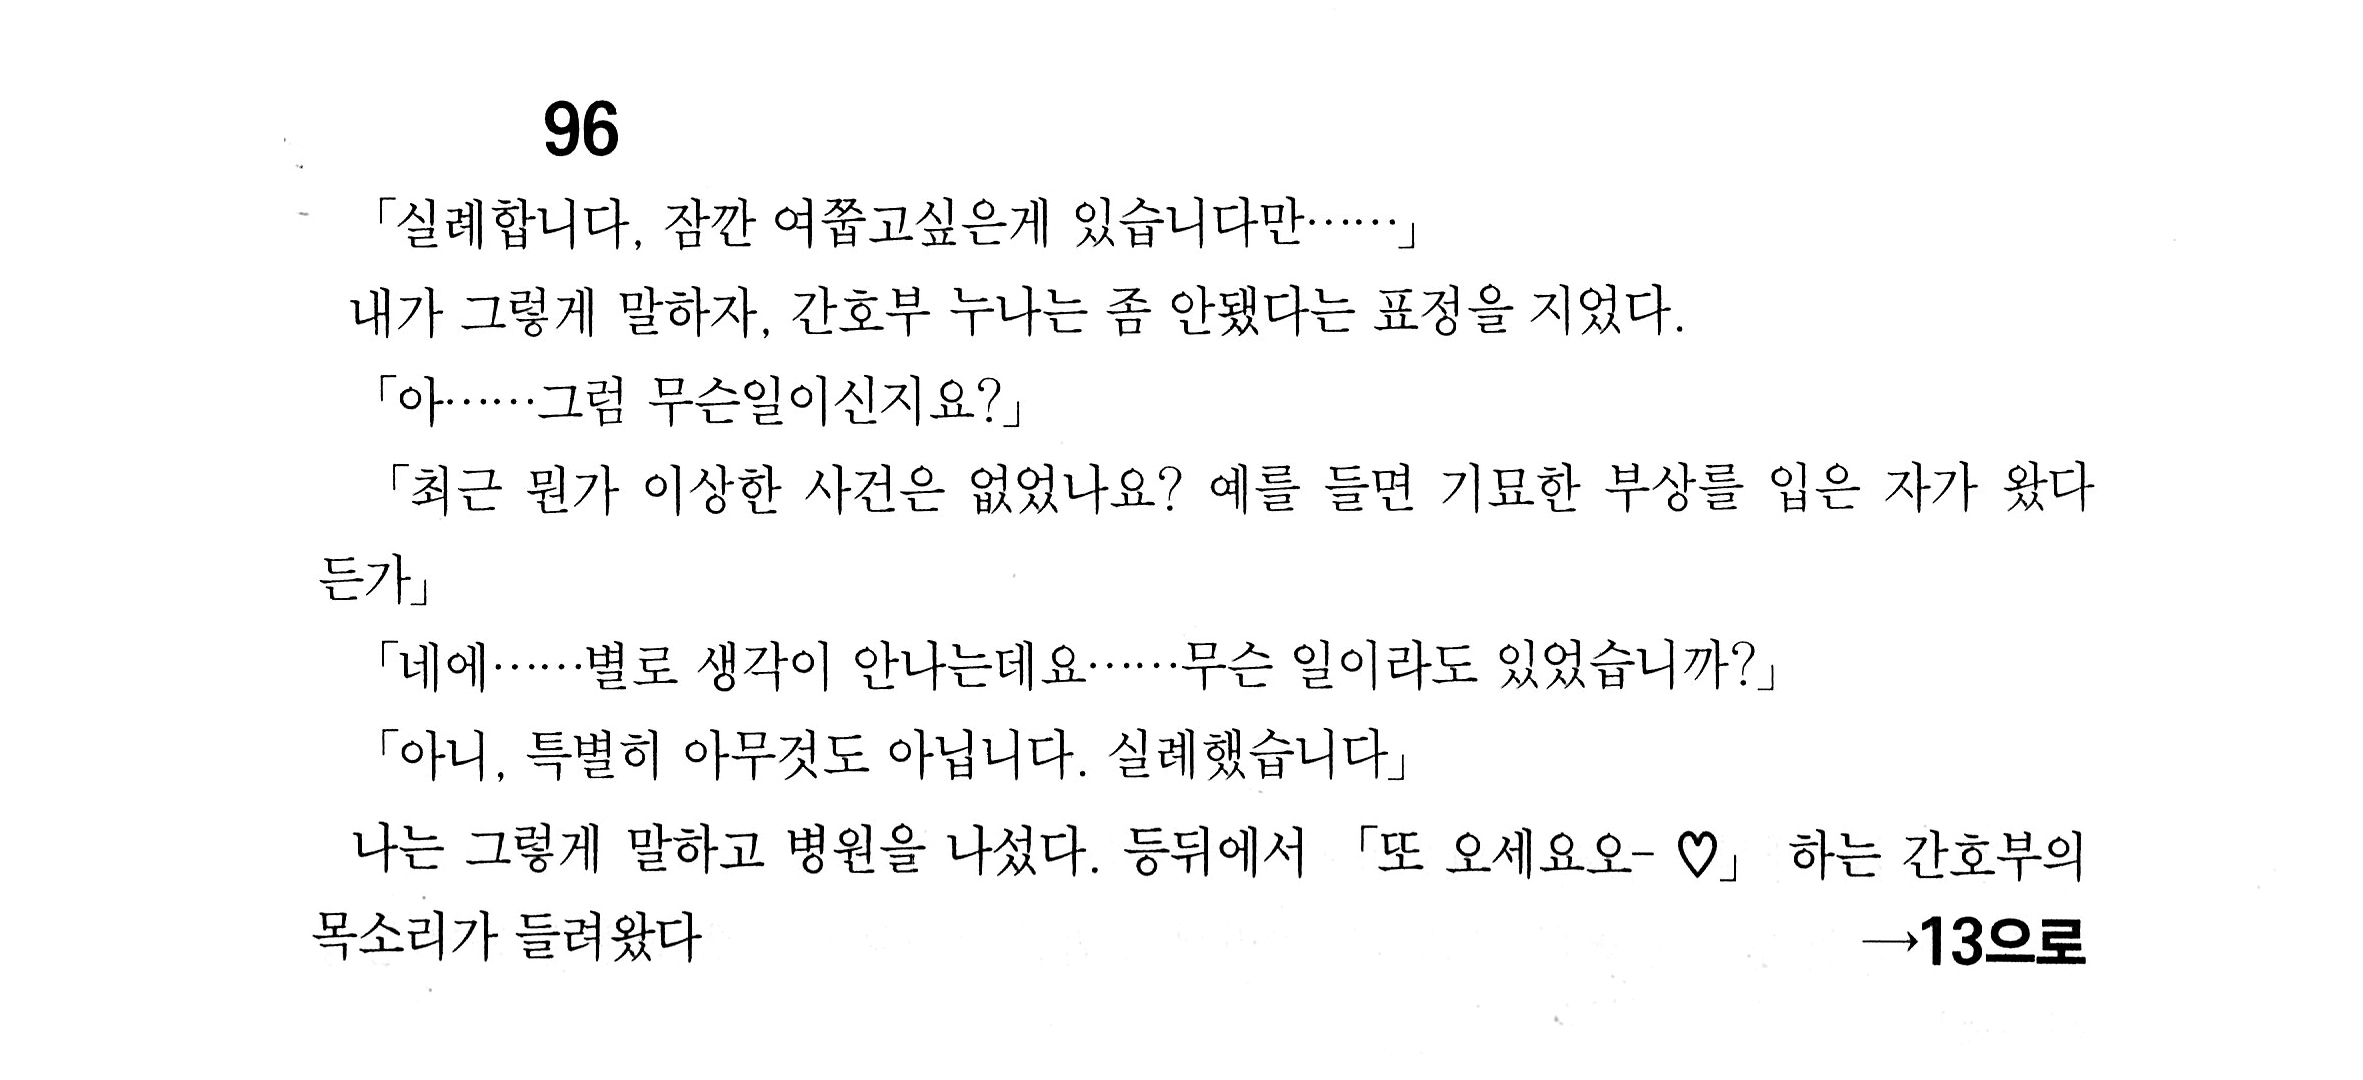 96
「실례합니다, 잠깐 여쭙고싶은게 있습니다만……」
내가 그렇게 말하자, 간호부 누나는 좀 안됐다는 표정을 지었다.
「아……그럼 무슨일이신지요?」
「최근 뭔가 이상한 사건은 없었나요? 예를 들면 기묘한 부상를 입은 자가 왔다
든가」
「네에……별로 생각이 안나는데요……무슨 일이라도 있었습니까?」
「아니, 특별히 아무것도 아닙니다. 실례했습니다」
나는 그렇게 말하고 병원을 나섰다. 등뒤에서 「또 오세요오- ♡」 하는 간호부의
목소리가 들려왔다 →13으로